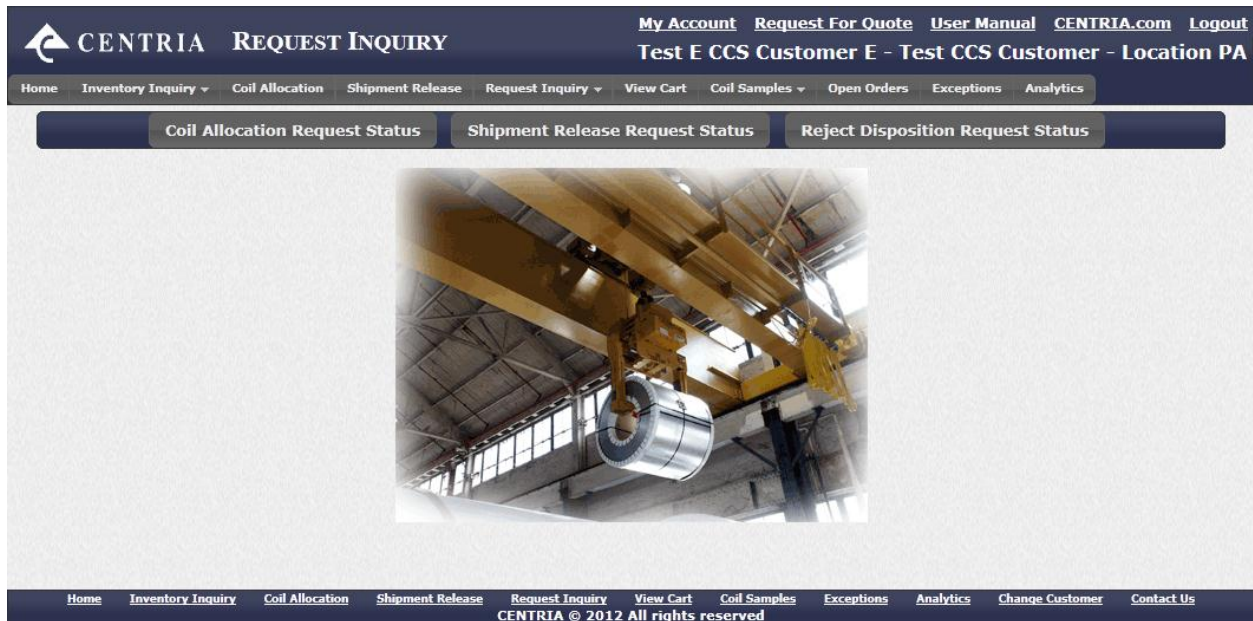 CENTRIA REQUEST INQUIRY
My Account Request For Quote User Manual CENTRIA.com Logout
Test E CCS Customer E - Test CCS Customer - Location PA
Home Inventory Inquiry Coil Allocation Shipment Release Request Inquiry View Cart Coil Samples Open Orders Exceptions Analytics
Coil Allocation Request Status Shipment Release Request Status Reject Disposition Request Status
Home Inventory Inquiry Coil Allocation Shipment Release Request Inquiry View Cart Coil Samples Exceptions Analytics Change Customer Contact Us
CENTRIA © 2012 All rights reserved